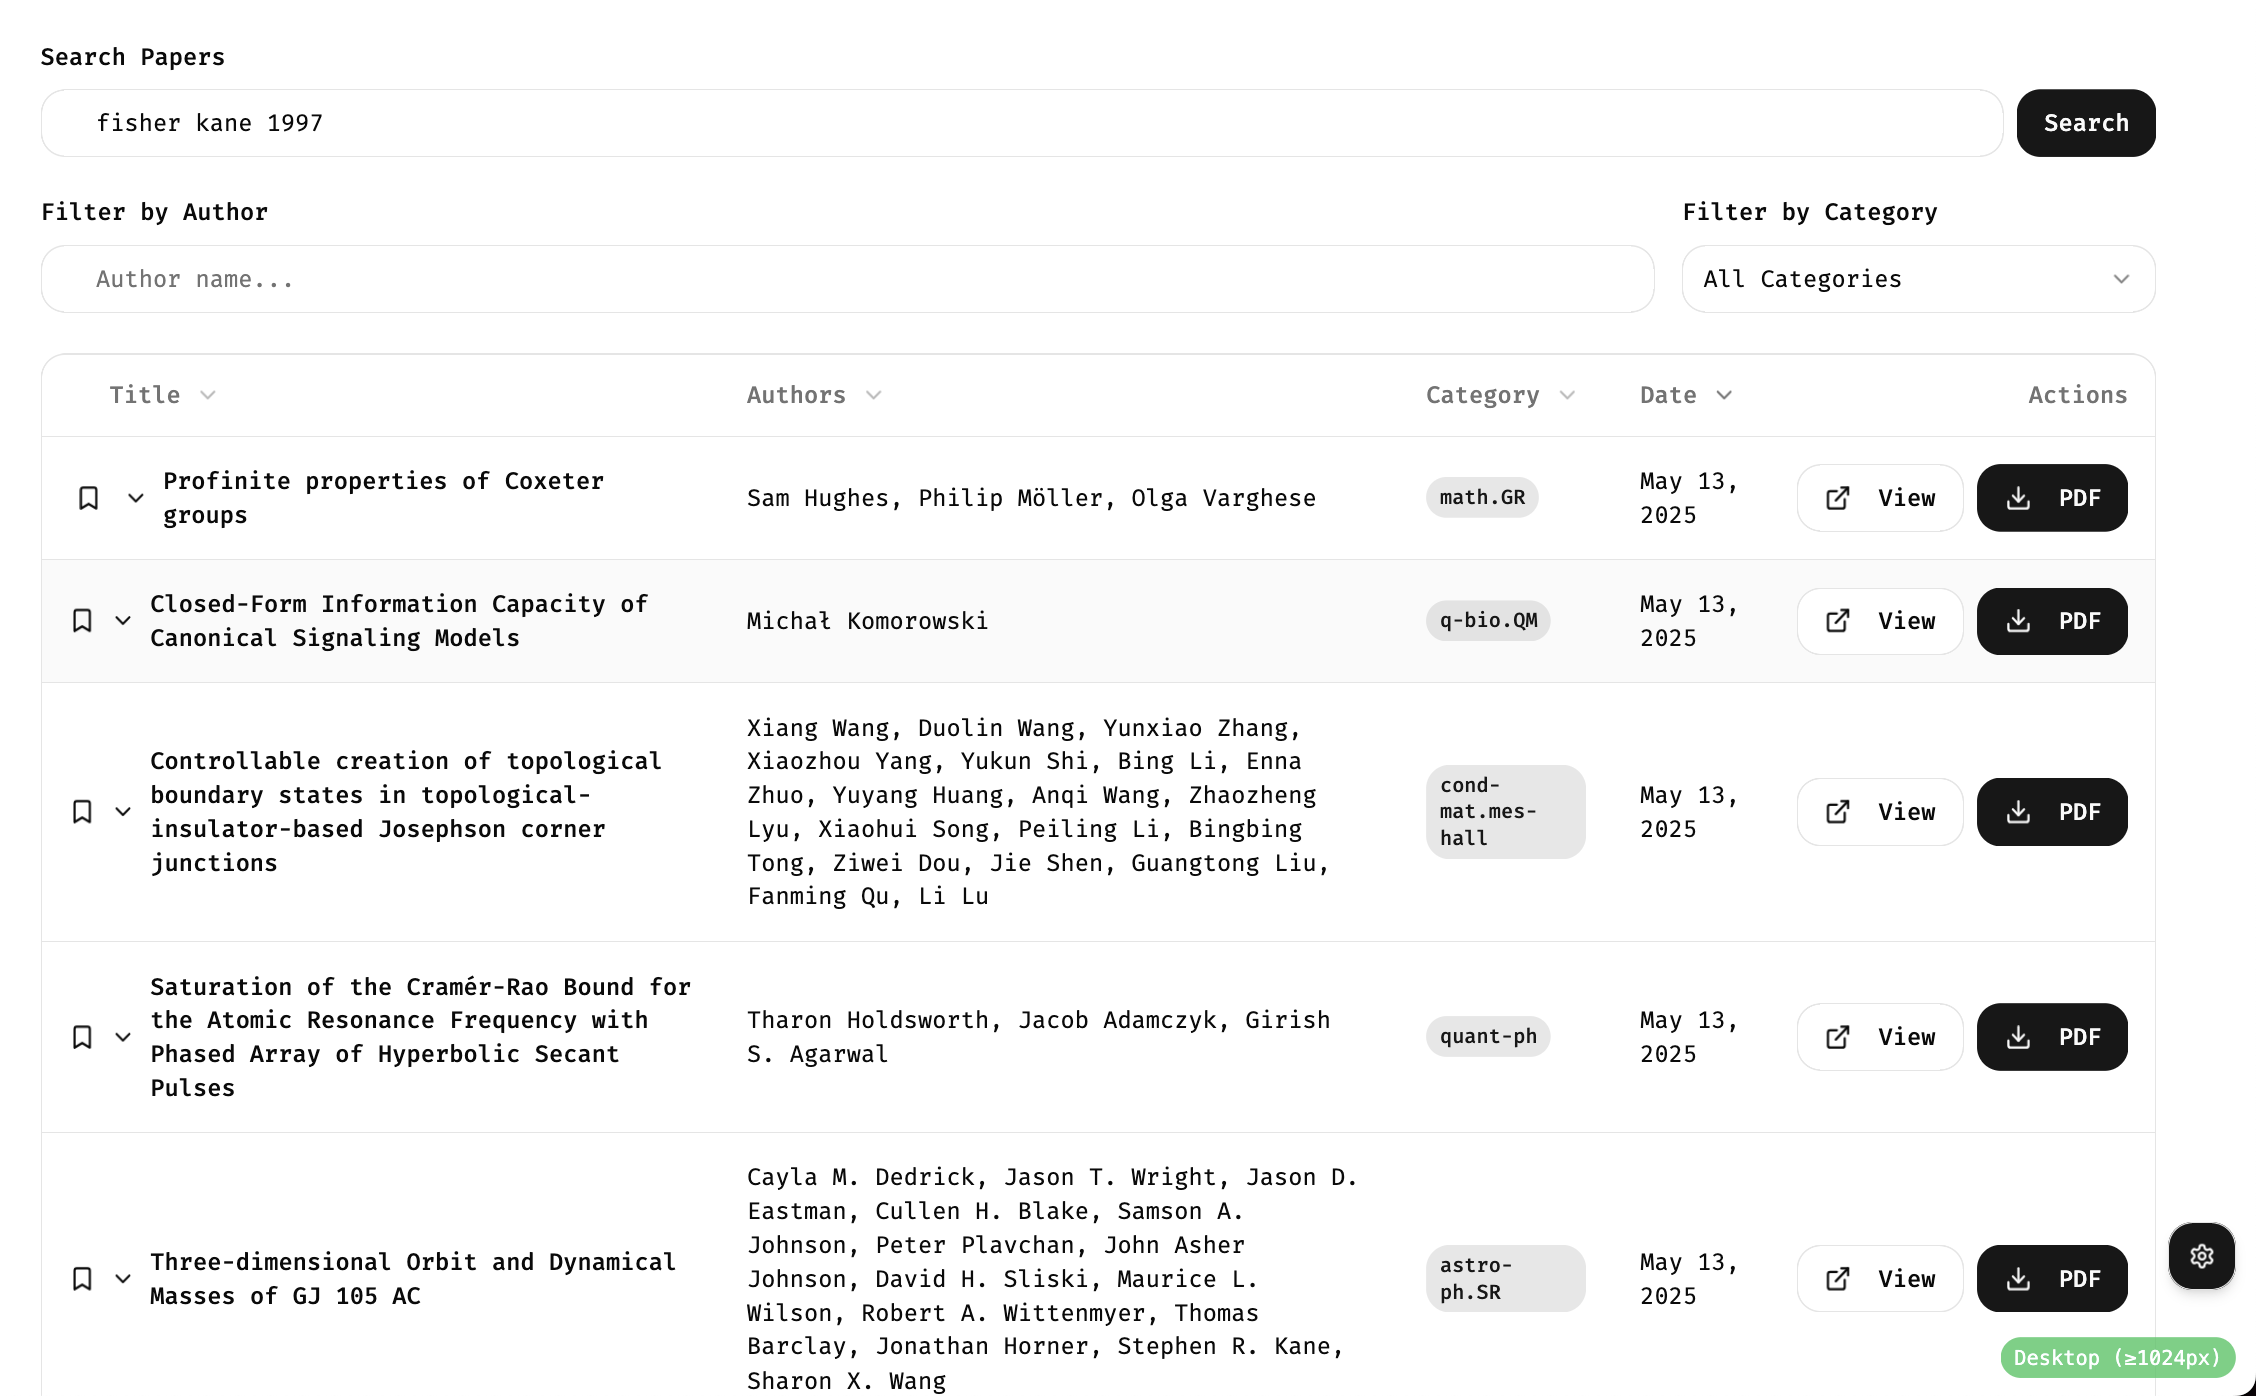 Search Papers
fisher kane 1997
Search
Filter by Author
Filter by Category
Author name...
All Categories
Title
Authors
Category
Date
Actions
Profinite properties of Coxeter
groups
Sam Hughes, Philip Möller, Olga Varghese
math.GR
May 13,
2025
View
PDF
Closed-Form Information Capacity of
Canonical Signaling Models
Michał Komorowski
q-bio.QM
May 13,
2025
View
PDF
Controllable creation of topological
boundary states in topological-
insulator-based Josephson corner
junctions
Xiang Wang, Duolin Wang, Yunxiao Zhang,
Xiaozhou Yang, Yukun Shi, Bing Li, Enna
Zhuo, Yuyang Huang, Anqi Wang, Zhaozheng
Lyu, Xiaohui Song, Peiling Li, Bingbing
Tong, Ziwei Dou, Jie Shen, Guangtong Liu,
Fanming Qu, Li Lu
cond-
mat.mes-
hall
May 13,
2025
View
PDF
Saturation of the Cramér-Rao Bound for
the Atomic Resonance Frequency with
Phased Array of Hyperbolic Secant
Pulses
Tharon Holdsworth, Jacob Adamczyk, Girish
S. Agarwal
quant-ph
May 13,
2025
View
PDF
Three-dimensional Orbit and Dynamical
Masses of GJ 105 AC
Cayla M. Dedrick, Jason T. Wright, Jason D.
Eastman, Cullen H. Blake, Samson A.
Johnson, Peter Plavchan, John Asher
Johnson, David H. Sliski, Maurice L.
Wilson, Robert A. Wittenmyer, Thomas
Barclay, Jonathan Horner, Stephen R. Kane,
Sharon X. Wang
astro-
ph.SR
May 13,
2025
View
PDF
Desktop (≥1024px)